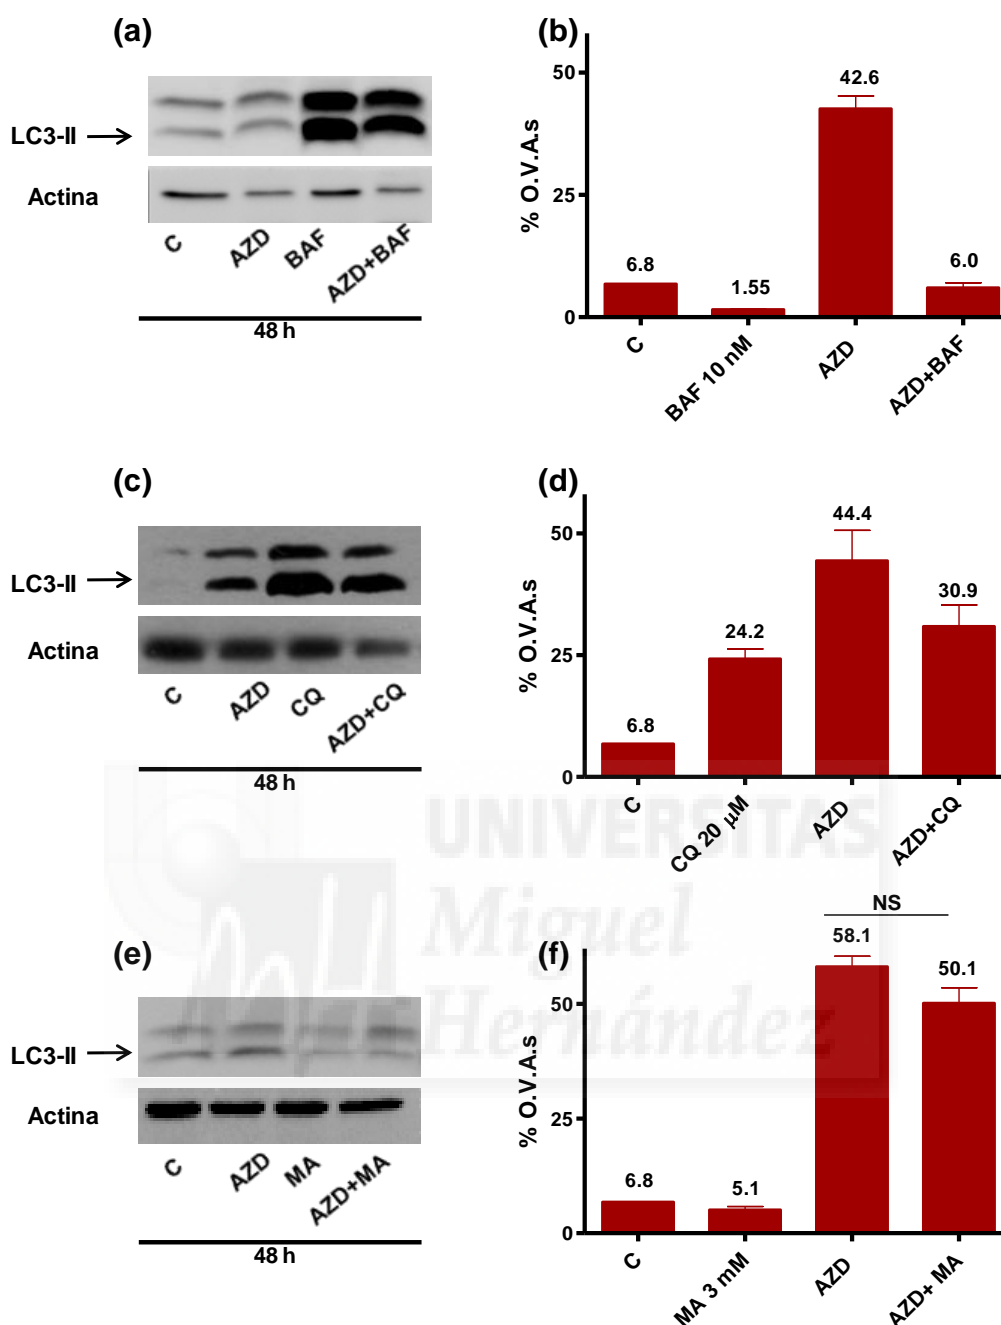 (a)
LC3-II
Actina
C
AZD
BAF
AZD+BAF
48 h
(b)
% O.V.A.s
50
25
0
6.8
1.55
42.6
6.0
C
BAF 10 nM
AZD
AZD+BAF
(c)
LC3-II
Actina
C
AZD
CQ
AZD+CQ
48 h
(d)
% O.V.A.s
50
25
0
6.8
24.2
44.4
30.9
C
CQ 20 μM
AZD
AZD+CQ
UNIVERSITAS
Miguel
Hernández
(e)
LC3-II
Actina
C
AZD
MA
AZD+MA
48 h
(f)
% O.V.A.s
50
25
0
NS
6.8
5.1
58.1
50.1
C
MA 3 mM
AZD
AZD+ MA